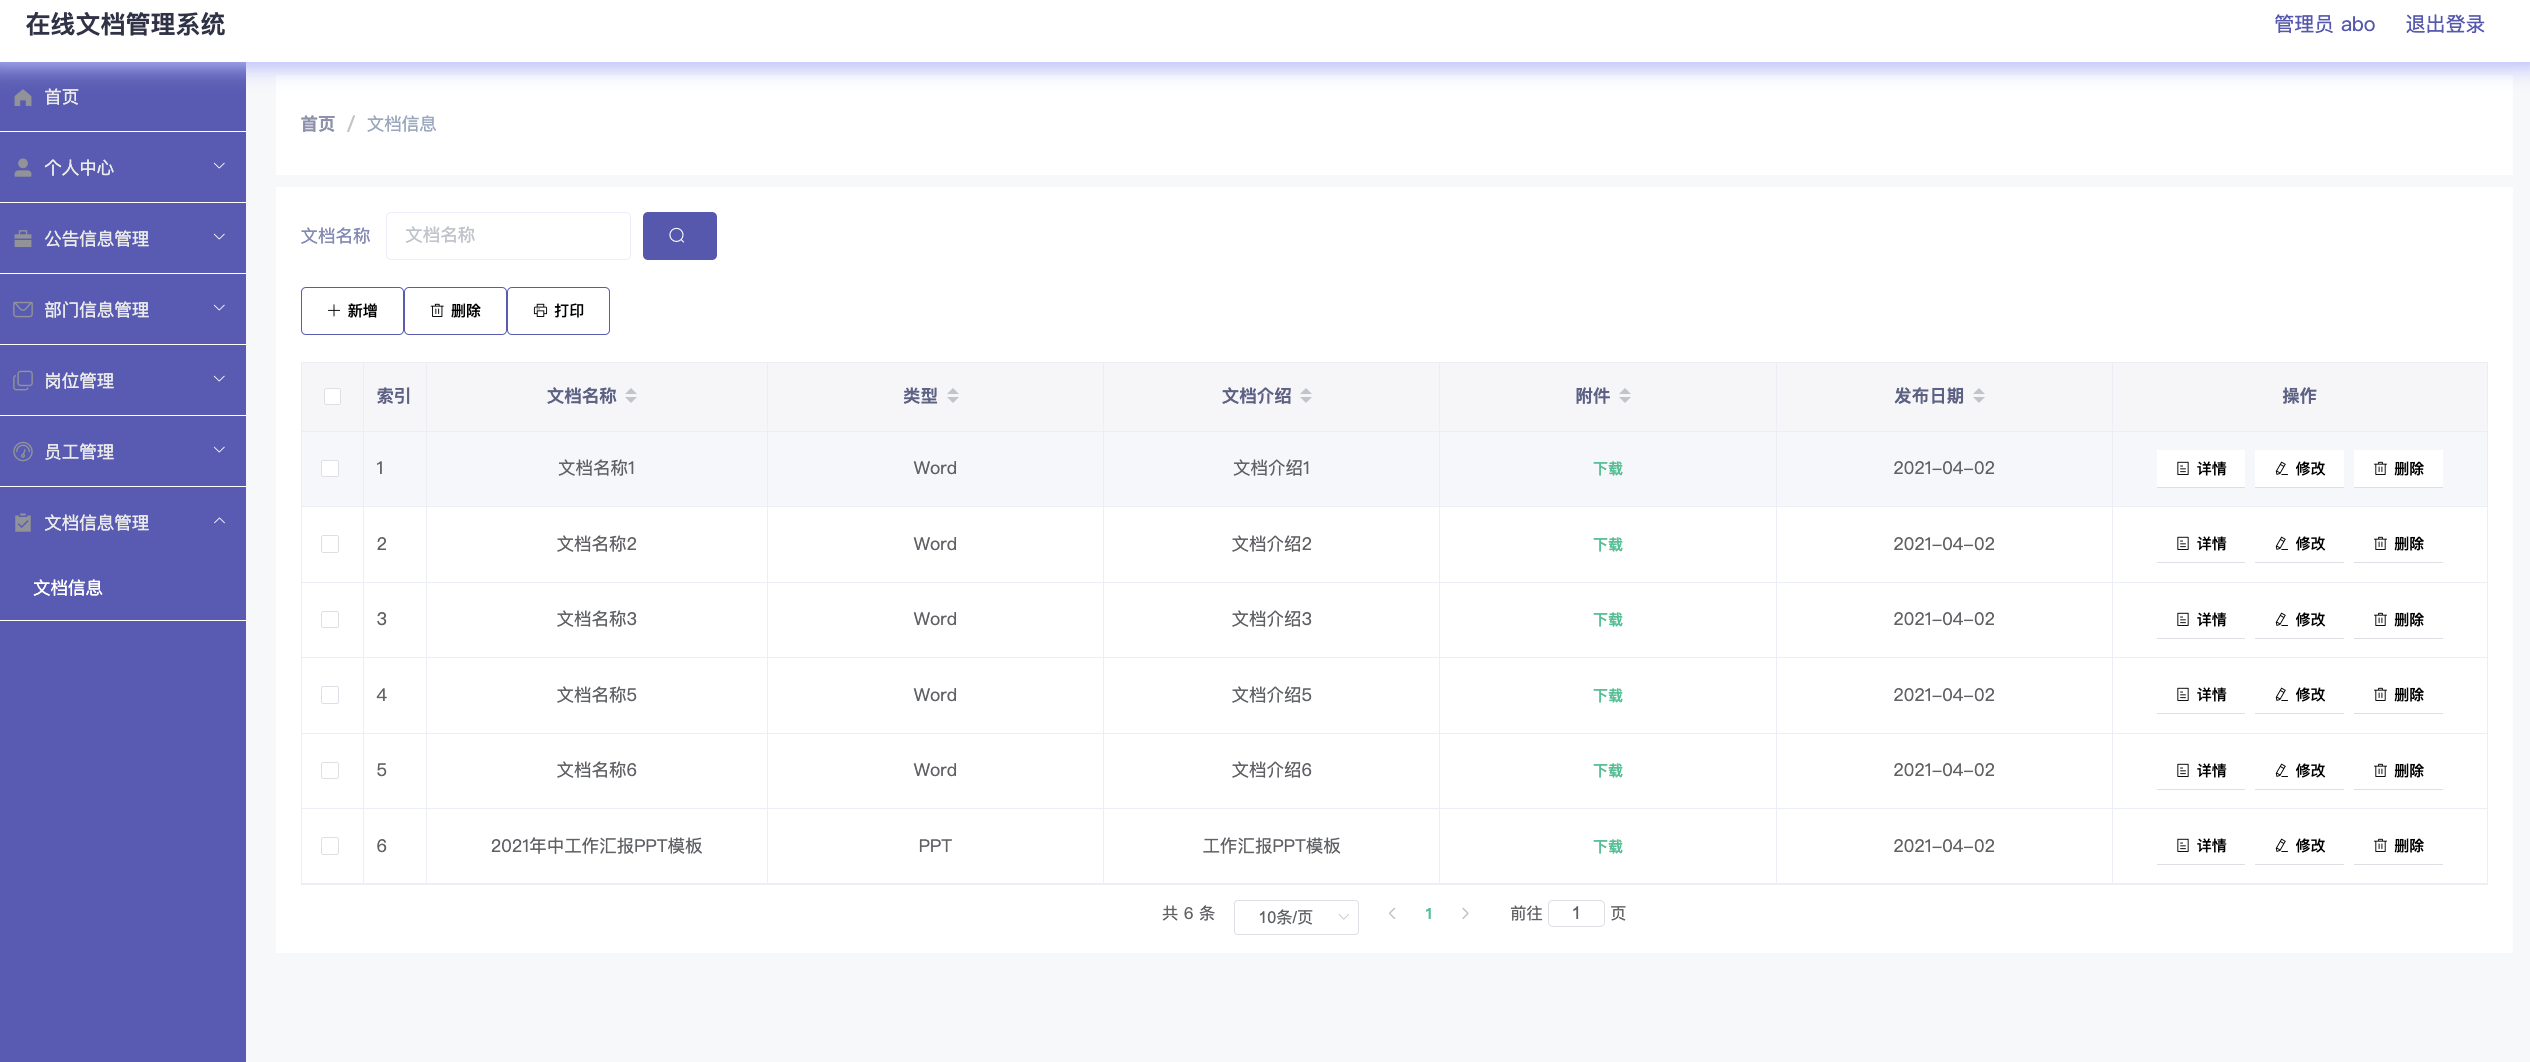 在线文档管理系统
管理员 abo 退出登录
首页
个人中心
公告信息管理
部门信息管理
岗位管理
员工管理
文档信息管理
文档信息
首页 / 文档信息
文档名称 文档名称
新增 删除 打印
索引 文档名称 类型 文档介绍 附件 发布日期 操作
1 文档名称1 Word 文档介绍1 下载 2021-04-02 详情 修改 删除
2 文档名称2 Word 文档介绍2 下载 2021-04-02 详情 修改 删除
3 文档名称3 Word 文档介绍3 下载 2021-04-02 详情 修改 删除
4 文档名称5 Word 文档介绍5 下载 2021-04-02 详情 修改 删除
5 文档名称6 Word 文档介绍6 下载 2021-04-02 详情 修改 删除
6 2021年中工作汇报PPT模板 PPT 工作汇报PPT模板 下载 2021-04-02 详情 修改 删除
共 6 条 10条/页 1 前往 1 页